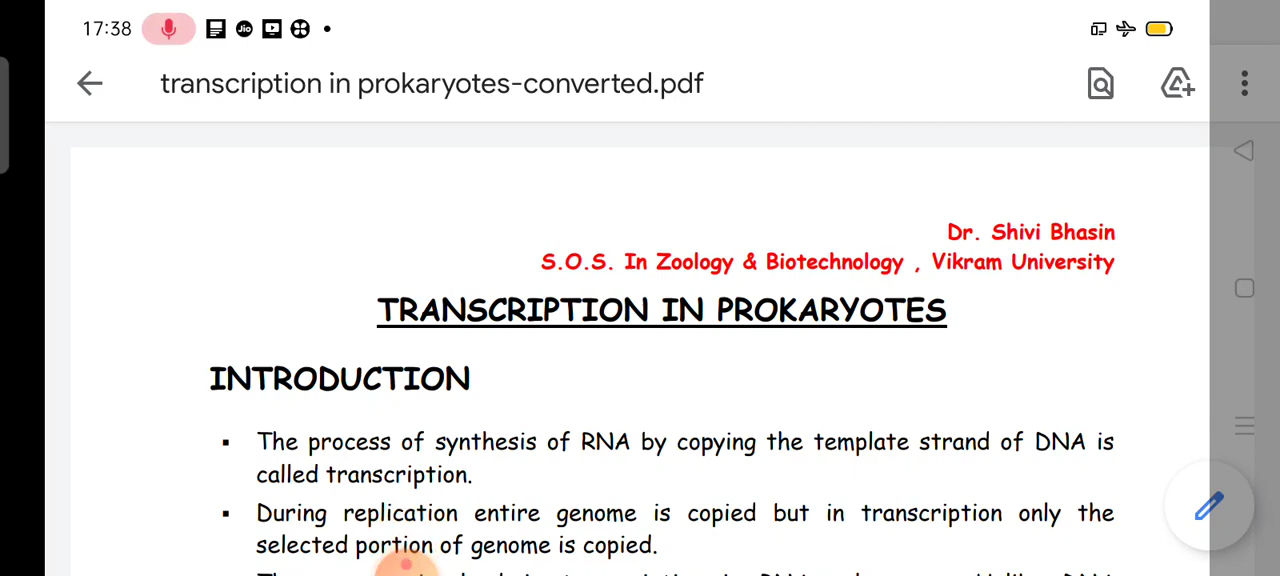 17:38
Jio
transcription in prokaryotes-converted.pdf
Dr. Shivi Bhasin
S.O.S. In Zoology & Biotechnology , Vikram University
TRANSCRIPTION IN PROKARYOTES
INTRODUCTION
▪ The process of synthesis of RNA by copying the template strand of DNA is
called transcription.
▪ During replication entire genome is copied but in transcription only the
selected portion of genome is copied.